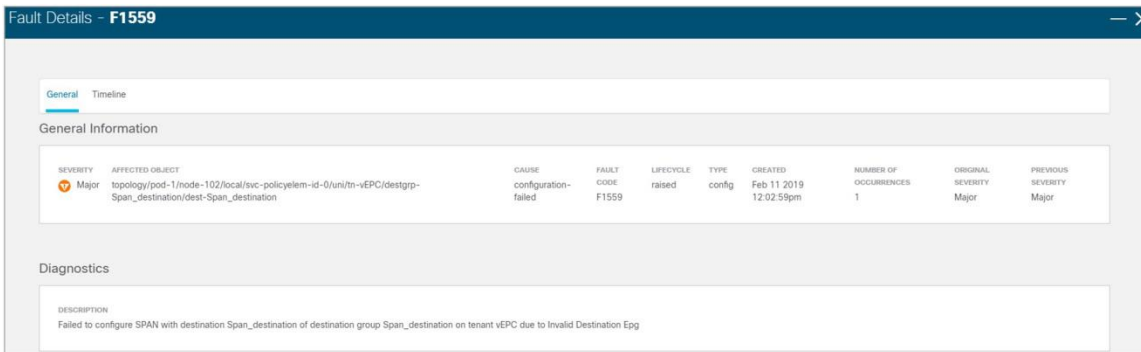 Fault Details - F1559
General Timeline
General Information
SEVERITY AFFECTED OBJECT CAUSE FAULT LIFECYCLE TYPE CREATED NUMBER OF ORIGINAL PREVIOUS
Major topology/pod-1/node-102/local/svc-policyelem-id-0/uni/tn-vEPC/destgrp- configuration- CODE raised config Feb 11 2019 OCCURRENCES SEVERITY SEVERITY
Span_destination/dest-Span_destination failed F1559 12:02:59pm 1 Major Major
Diagnostics
DESCRIPTION
Failed to configure SPAN with destination Span_destination of destination group Span_destination on tenant vEPC due to Invalid Destination Epg